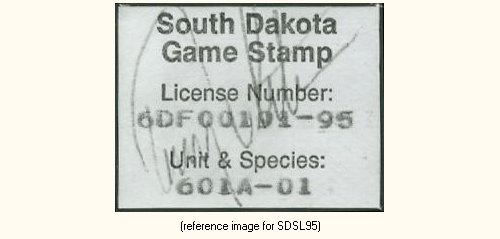 South Dakota
Game Stamp
License Number:
6DF00191-95
Unit & Species:
601A-01
(reference image for SDSL95)